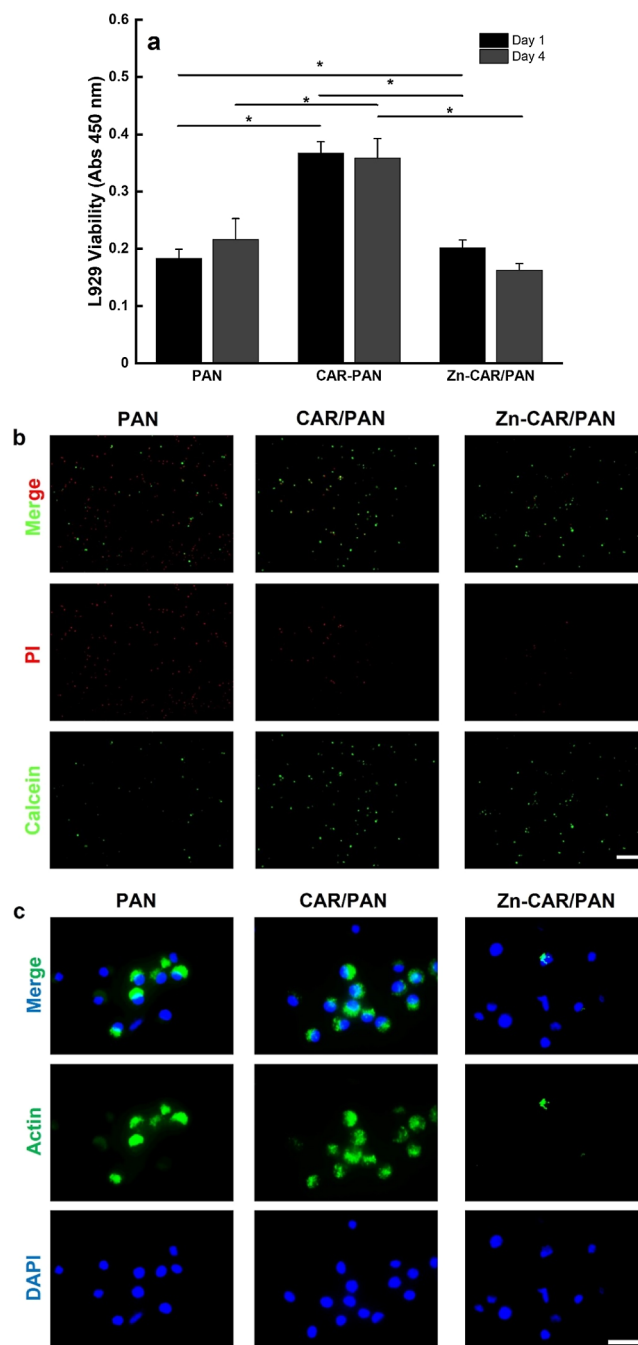 a
Day 1
Day 4
*
*
*
*
*
*
0.6
0.5
0.4
0.3
0.2
0.1
0
L929 Viability (Abs 450 nm)
PAN CAR-PAN Zn-CAR/PAN
b
PAN CAR/PAN Zn-CAR/PAN
Merge
PI
Calcein
c
PAN CAR/PAN Zn-CAR/PAN
Merge
Actin
DAPI